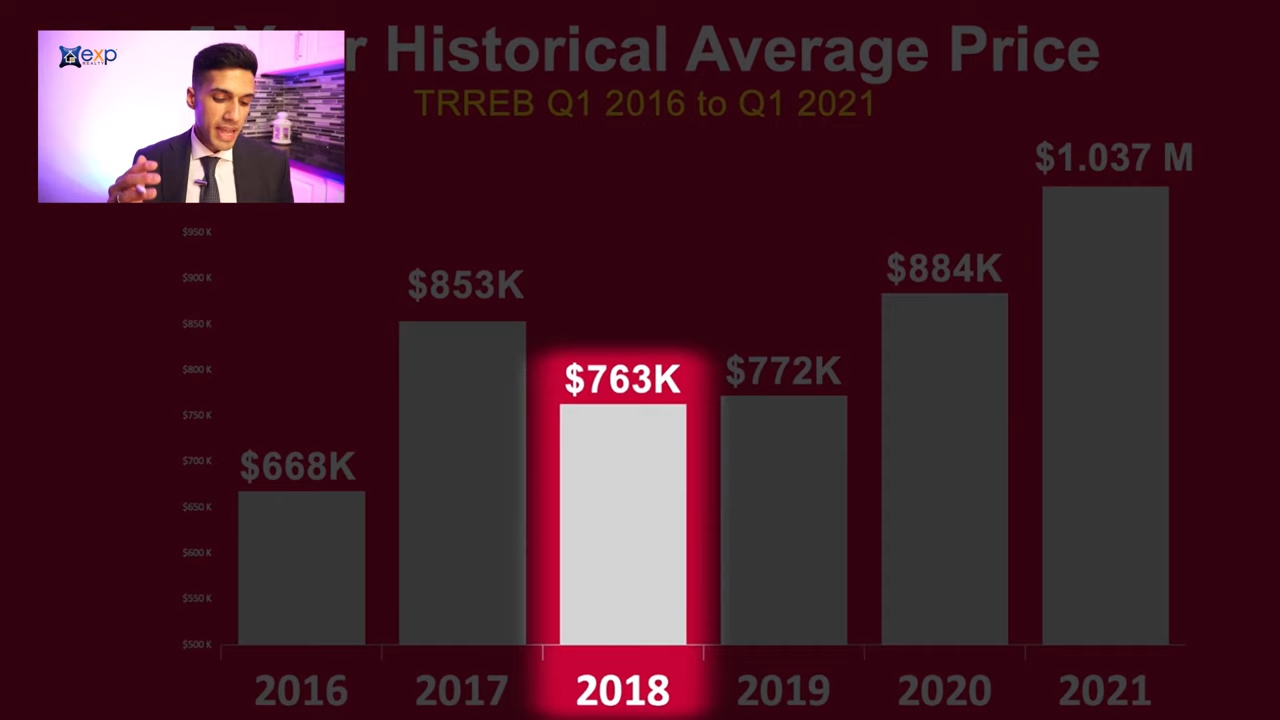 r Historical Average Price
TRREB Q1 2016 to Q1 2021
exp
REALTY
$1.037 M
$950 K
$900 K
$884K
$853K
$850 K
$800 K
$763K
$772K
$750 K
$700 K
$668K
$650 K
$600 K
$550 K
$500 K
2016 2017 2018 2019 2020 2021